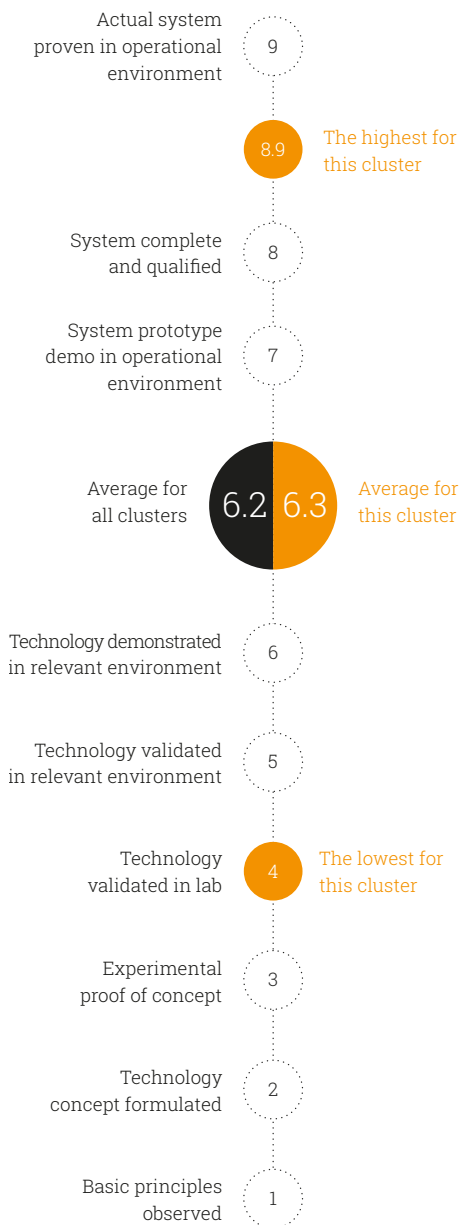 Actual system
proven in operational
environment
9
8.9
The highest for
this cluster
System complete
and qualified
8
System prototype
demo in operational
environment
7
Average for
all clusters
6.2
6.3
Average for
this cluster
Technology demonstrated
in relevant environment
6
Technology validated
in relevant environment
5
Technology
validated in lab
4
The lowest for
this cluster
Experimental
proof of concept
3
Technology
concept formulated
2
Basic principles
observed
1